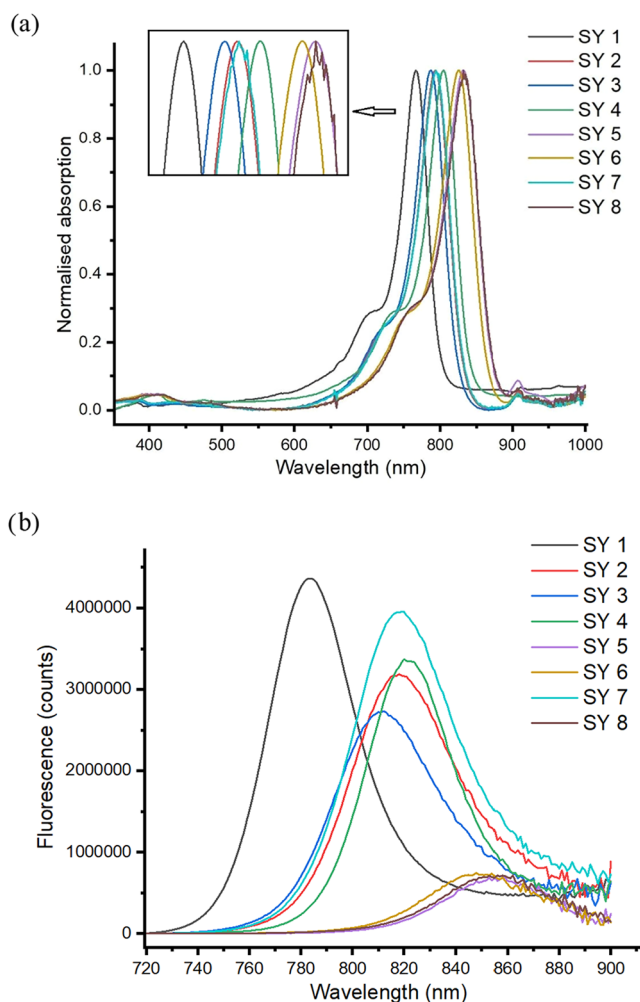 (a)
SY 1
SY 2
SY 3
SY 4
SY 5
SY 6
SY 7
SY 8
1.0
0.8
0.6
0.4
0.2
0.0
Normalised absorption
400 500 600 700 800 900 1000
Wavelength (nm)
(b)
SY 1
SY 2
SY 3
SY 4
SY 5
SY 6
SY 7
SY 8
4000000
3000000
2000000
1000000
0
Fluorescence (counts)
720 740 760 780 800 820 840 860 880 900
Wavelength (nm)